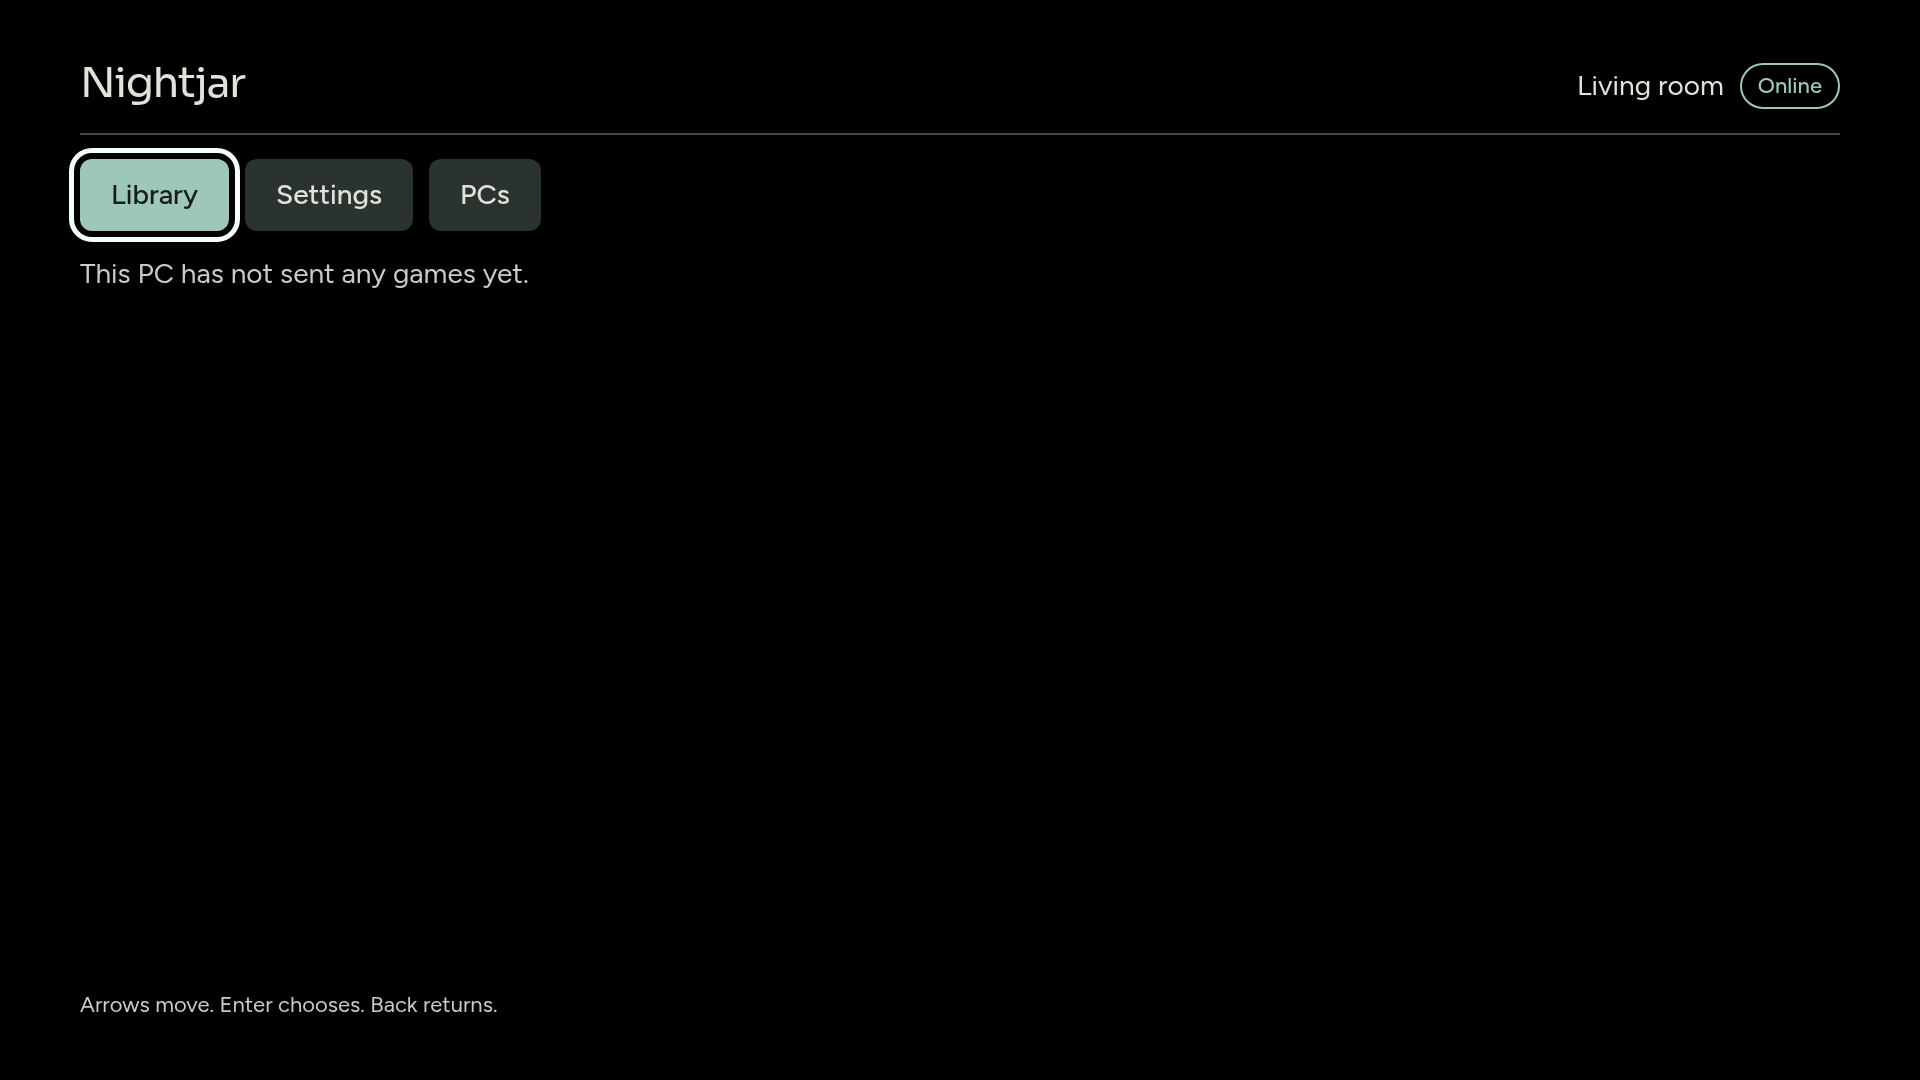 Nightjar
Living room
Online
Library
Settings
PCs
This PC has not sent any games yet.
Arrows move. Enter chooses. Back returns.